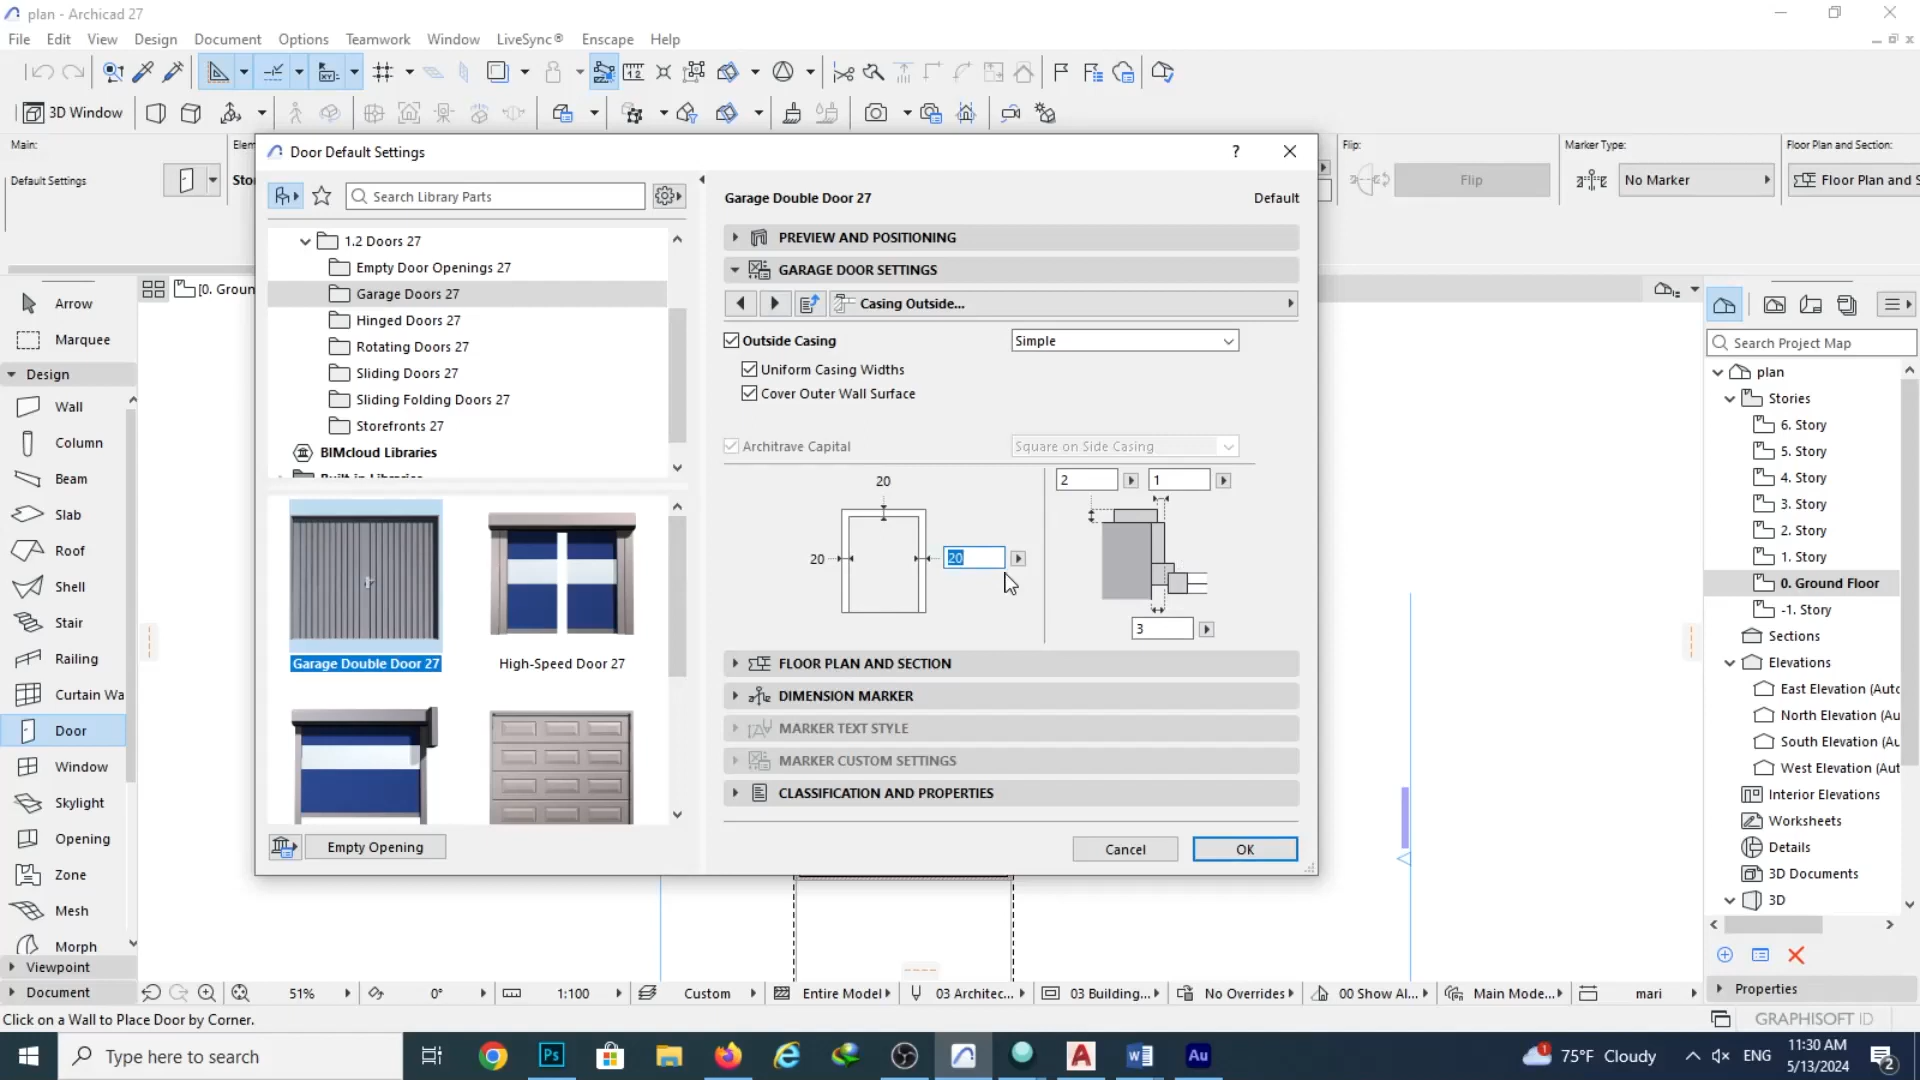 plan - Archicad 27
File Edit View Design Document Options Teamwork Window LiveSync® Enscape Help
3D Window
Main:
Default Settings
Door Default Settings
?
Flip:
Flip
Marker Type:
No Marker
Floor Plan and Section:
Floor Plan and S
Search Library Parts
1.2 Doors 27
Empty Door Openings 27
Garage Doors 27
Hinged Doors 27
Rotating Doors 27
Sliding Doors 27
Sliding Folding Doors 27
Storefronts 27
BIMcloud Libraries
Garage Double Door 27
High-Speed Door 27
Empty Opening
Garage Double Door 27
Default
PREVIEW AND POSITIONING
GARAGE DOOR SETTINGS
Casing Outside...
Outside Casing
Simple
Uniform Casing Widths
Cover Outer Wall Surface
Architrave Capital
Square on Side Casing
20
2
1
20
20
3
FLOOR PLAN AND SECTION
DIMENSION MARKER
MARKER TEXT STYLE
MARKER CUSTOM SETTINGS
CLASSIFICATION AND PROPERTIES
Cancel
OK
[0. Groun
Arrow
Marquee
Design
Wall
Column
Beam
Slab
Roof
Shell
Stair
Railing
Curtain Wa
Door
Window
Skylight
Opening
Zone
Mesh
Morph
Viewpoint
Document
Search Project Map
plan
Stories
6. Story
5. Story
4. Story
3. Story
2. Story
1. Story
0. Ground Floor
-1. Story
Sections
Elevations
East Elevation (Autc
North Elevation (Au
South Elevation (Au
West Elevation (Aut
Interior Elevations
Worksheets
Details
3D Documents
3D
Properties
51%
0°
1:100
Custom
Entire Model
03 Architec...
03 Building...
No Overrides
00 Show Al...
Main Mode...
mari
Click on a Wall to Place Door by Corner.
GRAPHISOFT ID
Type here to search
75°F Cloudy
ENG
11:30 AM
5/13/2024
2